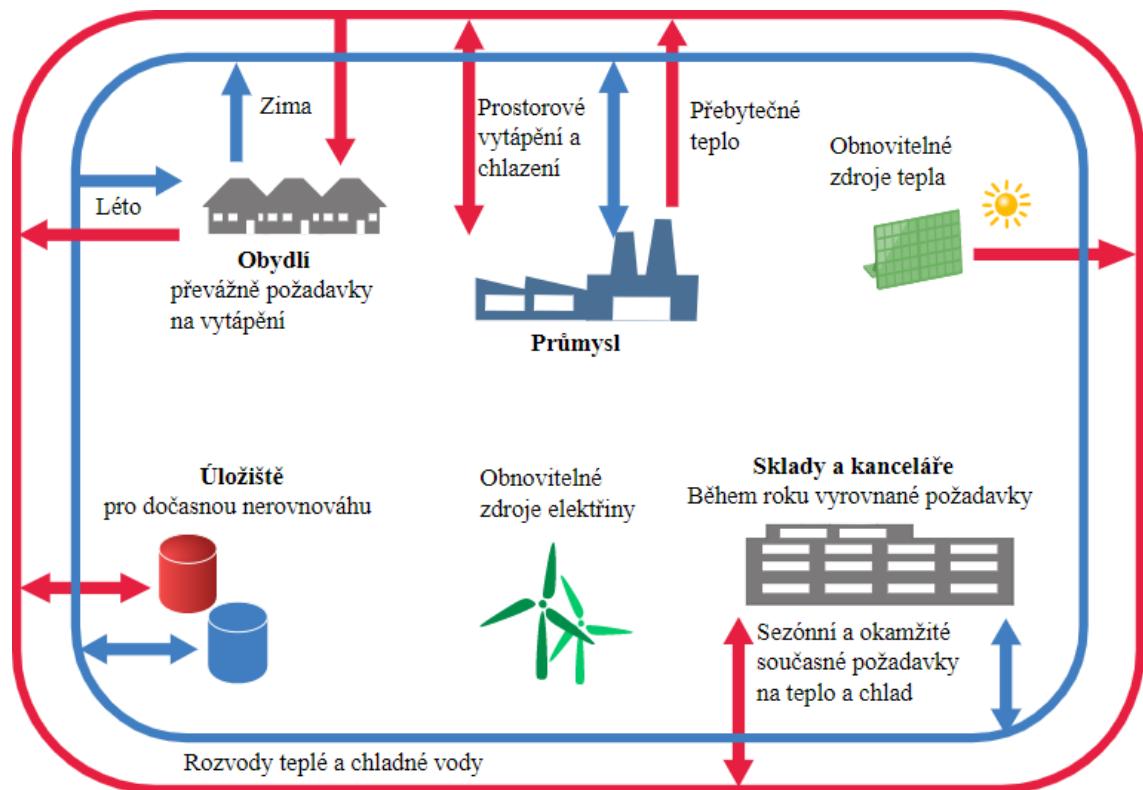 Zima
Léto
Obydlí
převážně požadavky
na vytápění
Prostorové
vytápění a
chlazení
Přebytečné
teplo
Průmysl
Obnovitelné
zdroje tepla
Úložiště
pro dočasnou nerovnováhu
Obnovitelné
zdroje elektřiny
Sklady a kanceláře
Během roku vyrovnané požadavky
Sezónní a okamžité
současné požadavky
na teplo a chlad
Rozvody teplé a chladné vody